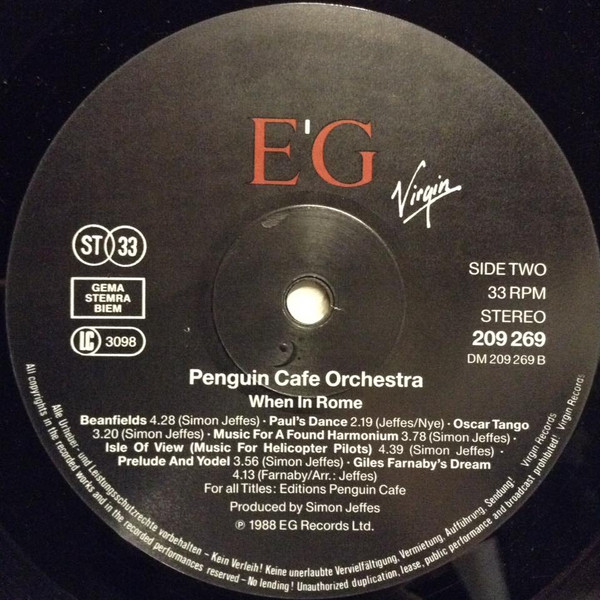 E'G
Virgin
ST 33
GEMA
STEMRA
BIEM
LC 3098
SIDE TWO
33 RPM
STEREO
209 269
DM 209 269 B
Penguin Cafe Orchestra
When In Rome
Beanfields 4.28 (Simon Jeffes) · Paul's Dance 2.19 (Jeffes/Nye) · Oscar Tango
3.20 (Simon Jeffes) · Music For A Found Harmonium 3.78 (Simon Jeffes) ·
Isle Of View (Music For Helicopter Pilots) 4.39 (Simon Jeffes) ·
Prelude And Yodel 3.56 (Simon Jeffes) · Giles Farnaby's Dream
4.13 (Farnaby/Arr.: Jeffes)
For all Titles: Editions Penguin Cafe
Produced by Simon Jeffes
℗ 1988 EG Records Ltd.
Alle Urheber- und Leistungsschutzrechte vorbehalten – Kein Verleih! Keine unerlaubte Vervielfältigung, Vermietung, Aufführung, Sendung! Virgin Records
All copyrights in the recorded works and in the recorded performances reserved – No lending! Unauthorized duplication, lease, public performance and broadcast prohibited! Virgin Records